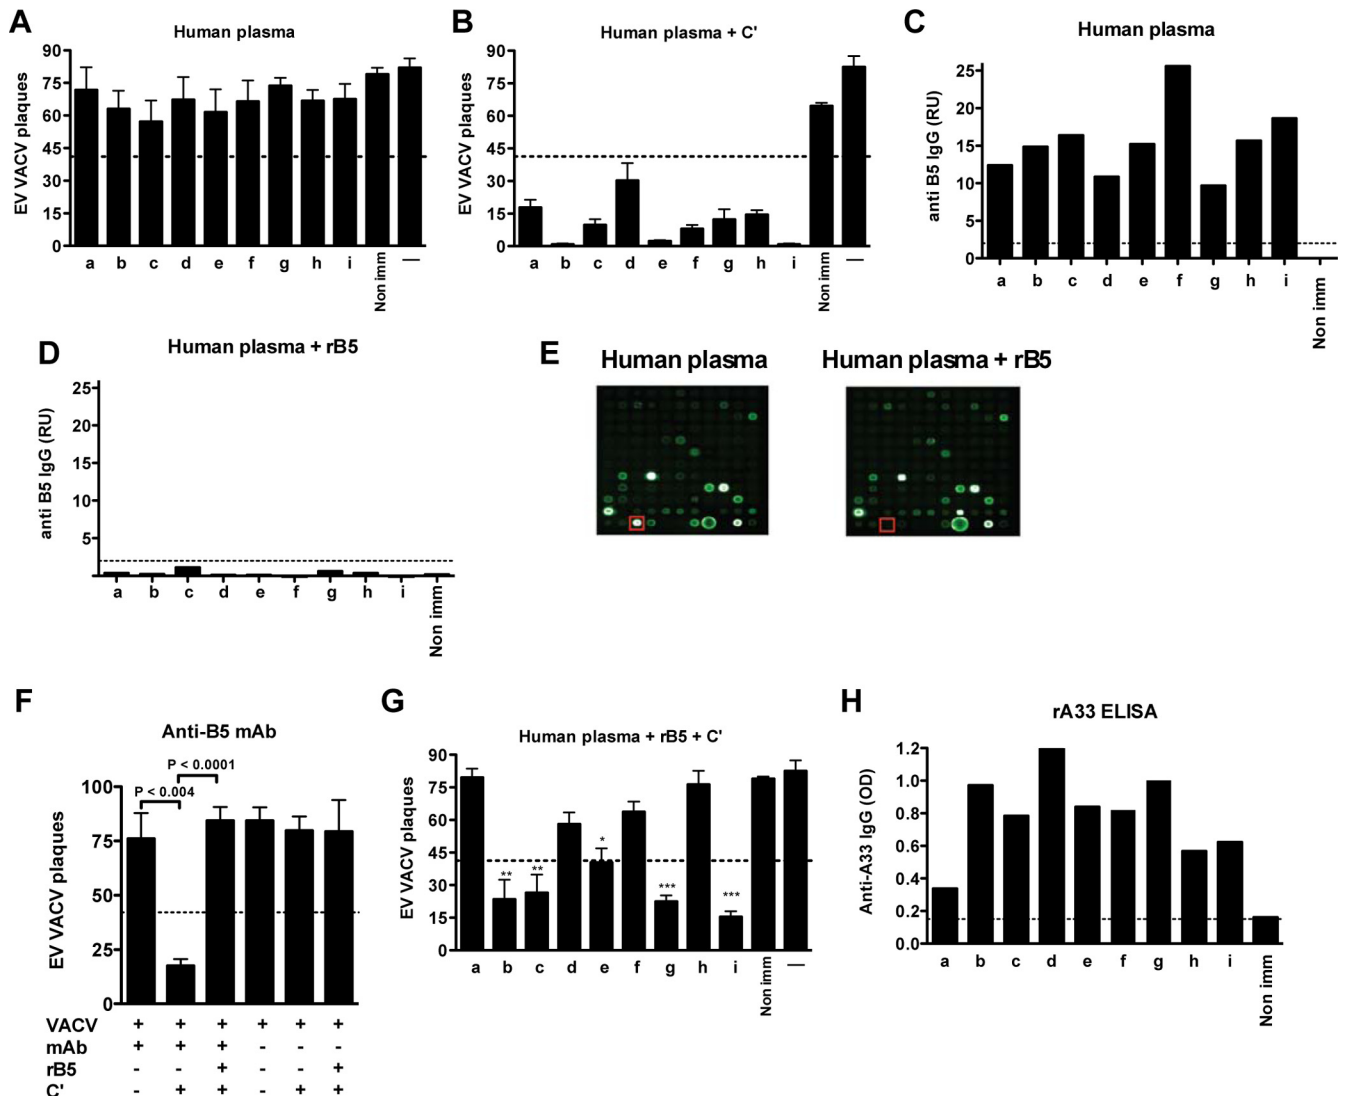 A
Human plasma
EV VACV plaques
90
75
60
45
30
15
0
a b c d e f g h i Non imm —
B
Human plasma + C'
EV VACV plaques
90
75
60
45
30
15
0
a b c d e f g h i Non imm —
C
Human plasma
anti B5 IgG (RU)
25
20
15
10
5
0
a b c d e f g h i Non imm
D
Human plasma + rB5
anti B5 IgG (RU)
25
20
15
10
5
a b c d e f g h i Non imm
E
Human plasma Human plasma + rB5
F
Anti-B5 mAb
P < 0.0001
P < 0.004
EV VACV plaques
100
75
50
25
0
VACV + + + + + +
mAb + + + - - -
rB5 - - + - - +
C' - + + - + +
G
Human plasma + rB5 + C'
EV VACV plaques
90
75
60
45
30
15
0
** ** * *** ***
a b c d e f g h i Non imm —
H
rA33 ELISA
Anti-A33 IgG (OD)
1.2
1.0
0.8
0.6
0.4
0.2
0.0
a b c d e f g h i Non imm